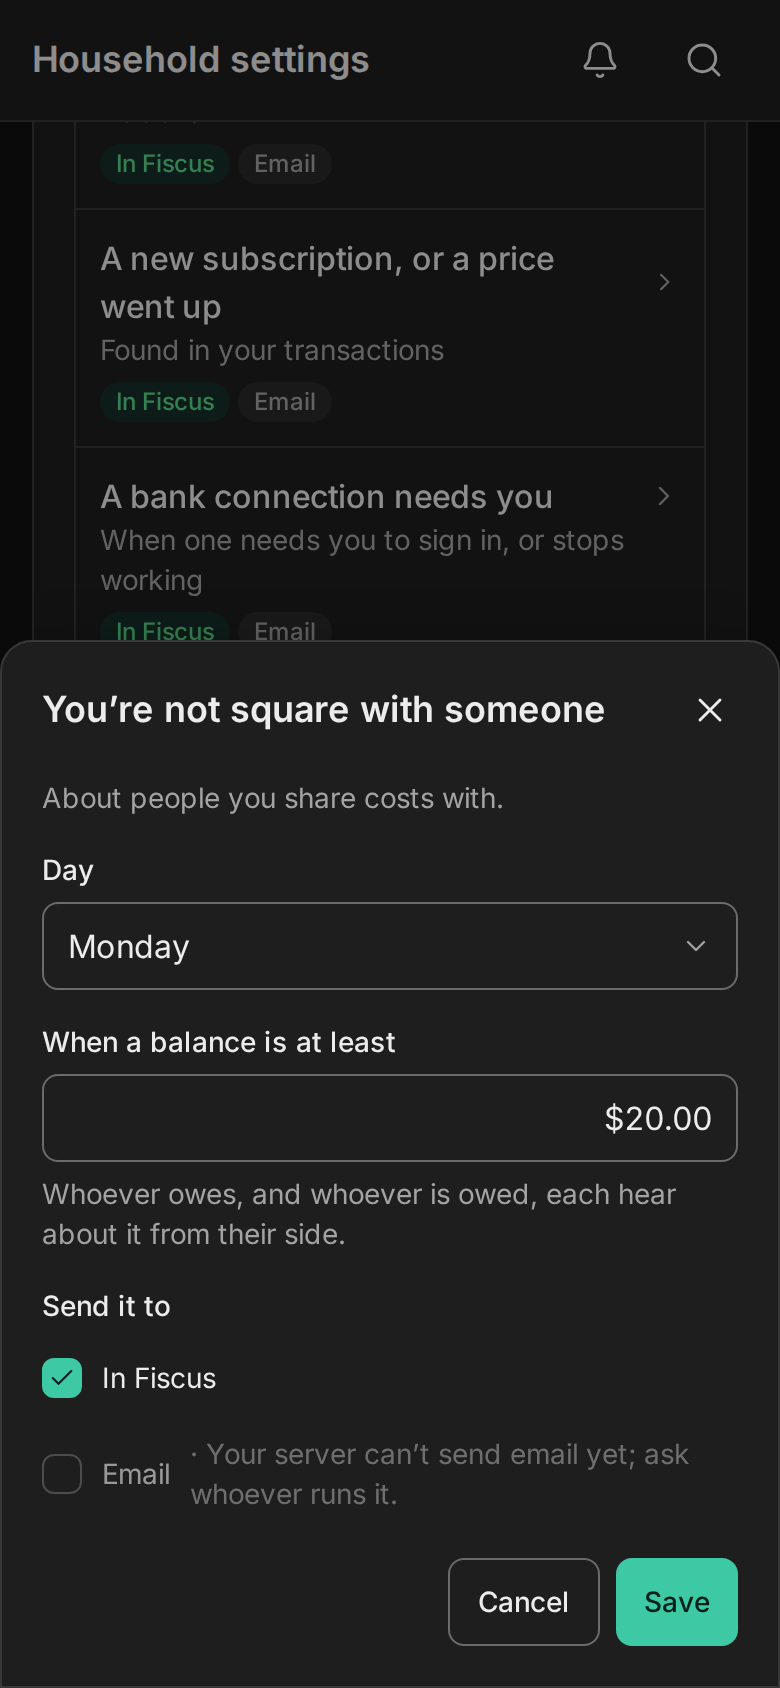 Household settings
In Fiscus Email
A new subscription, or a price
went up
Found in your transactions
In Fiscus Email
A bank connection needs you
When one needs you to sign in, or stops
working
In Fiscus Email
You’re not square with someone
About people you share costs with.
Day
Monday
When a balance is at least
$20.00
Whoever owes, and whoever is owed, each hear
about it from their side.
Send it to
In Fiscus
Email · Your server can’t send email yet; ask
whoever runs it.
Cancel Save